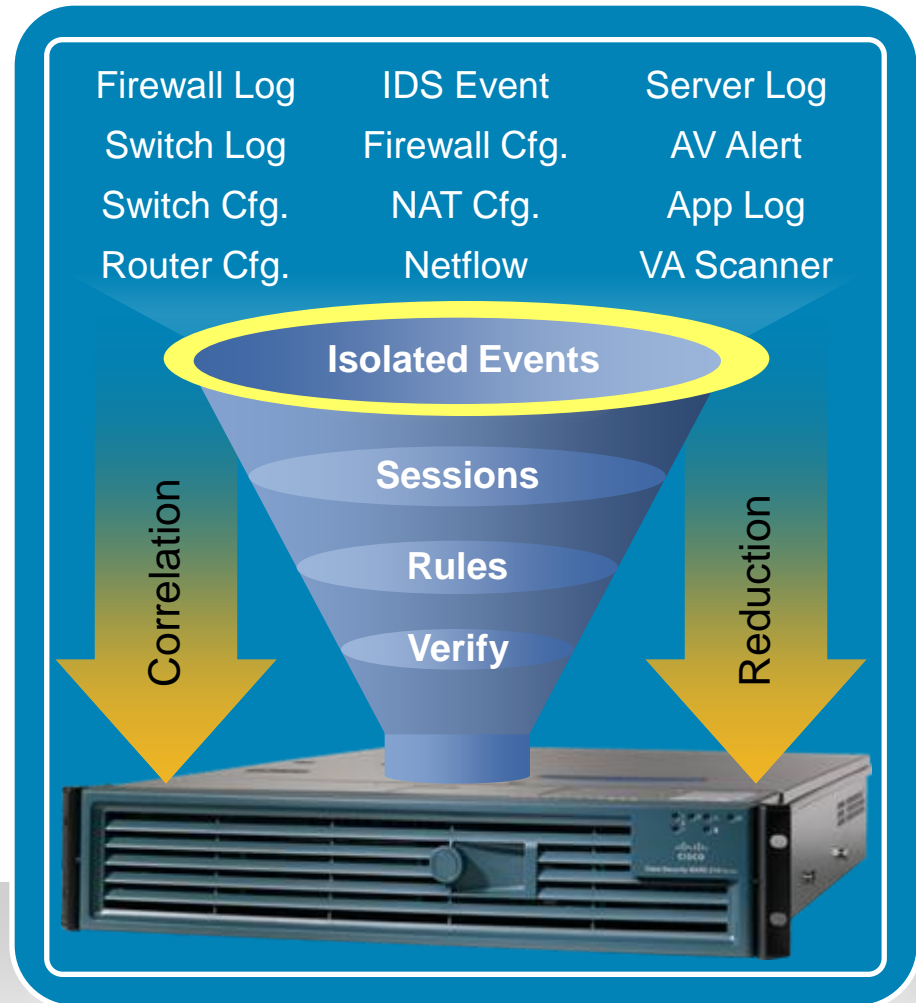 Firewall Log IDS Event Server Log
Switch Log Firewall Cfg. AV Alert
Switch Cfg. NAT Cfg. App Log
Router Cfg. Netflow VA Scanner
Isolated Events
Sessions
Rules
Verify
Correlation
Reduction
CISCO